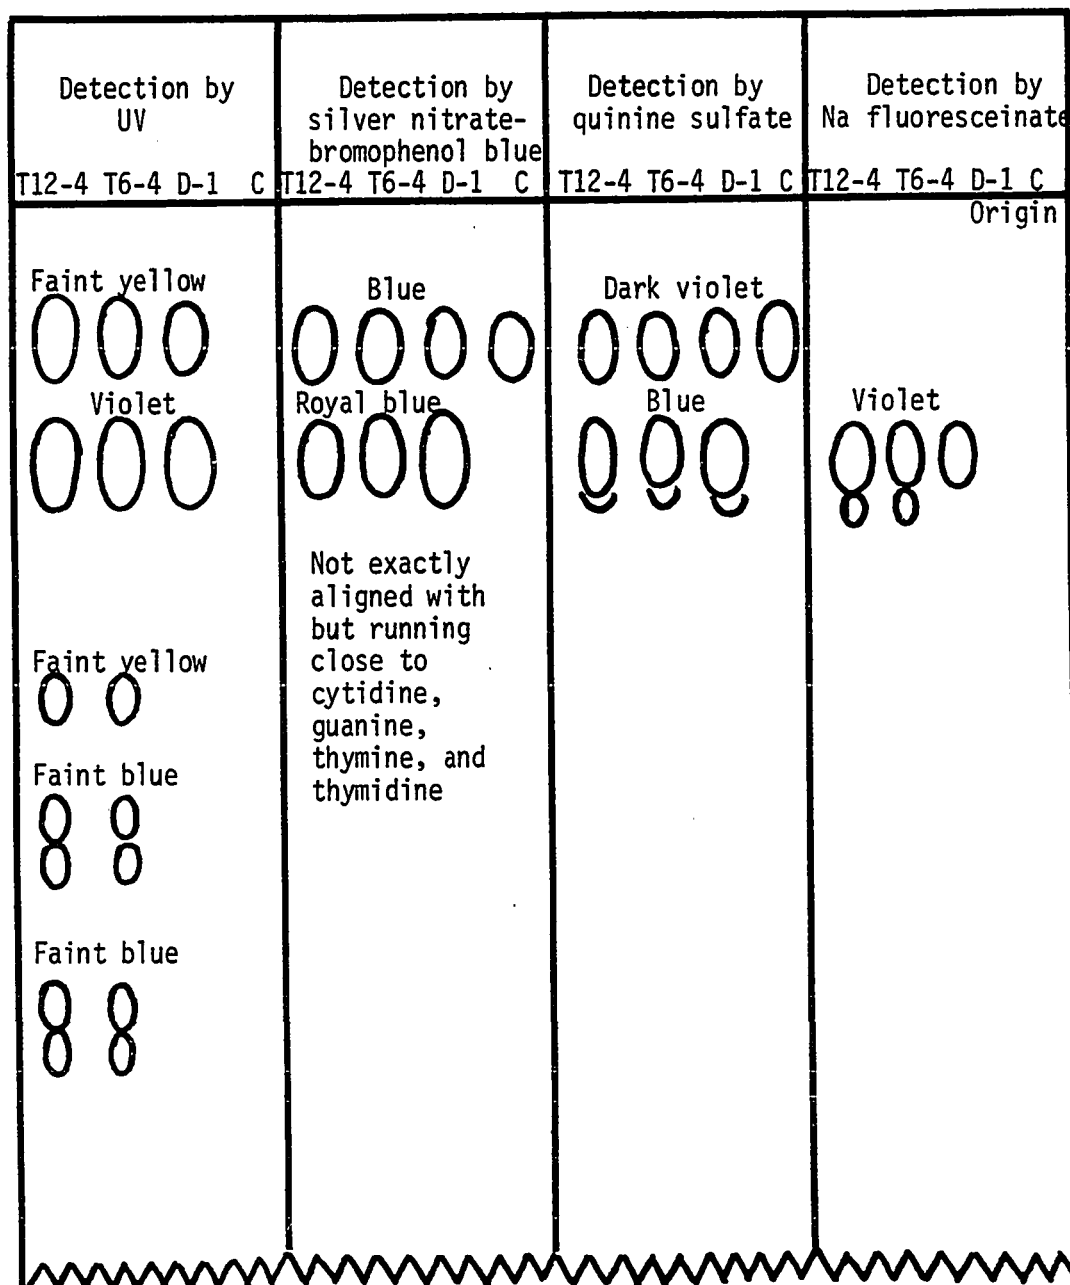 Detection by
UV
T12-4 T6-4 D-1 C
Detection by
silver nitrate-
bromophenol blue
T12-4 T6-4 D-1 C
Detection by
quinine sulfate
T12-4 T6-4 D-1 C
Detection by
Na fluoresceinate
T12-4 T6-4 D-1 C
Origin
Faint yellow
Violet
Faint yellow
Faint blue
Faint blue
Blue
Royal blue
Not exactly
aligned with
but running
close to
cytidine,
guanine,
thymine, and
thymidine
Dark violet
Blue
Violet